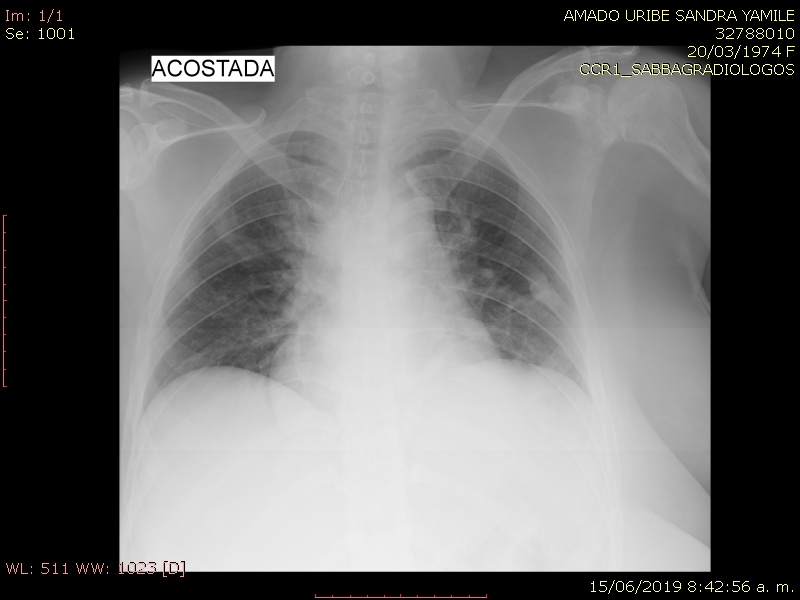 Im: 1/1
Se: 1001
AMADO URIBE SANDRA YAMILE
32788010
20/03/1974 F
CCR1_SABBAGRADIOLOGOS
ACOSTADA
WL: 511 WW: 1023 [D]
15/06/2019 8:42:56 a. m.